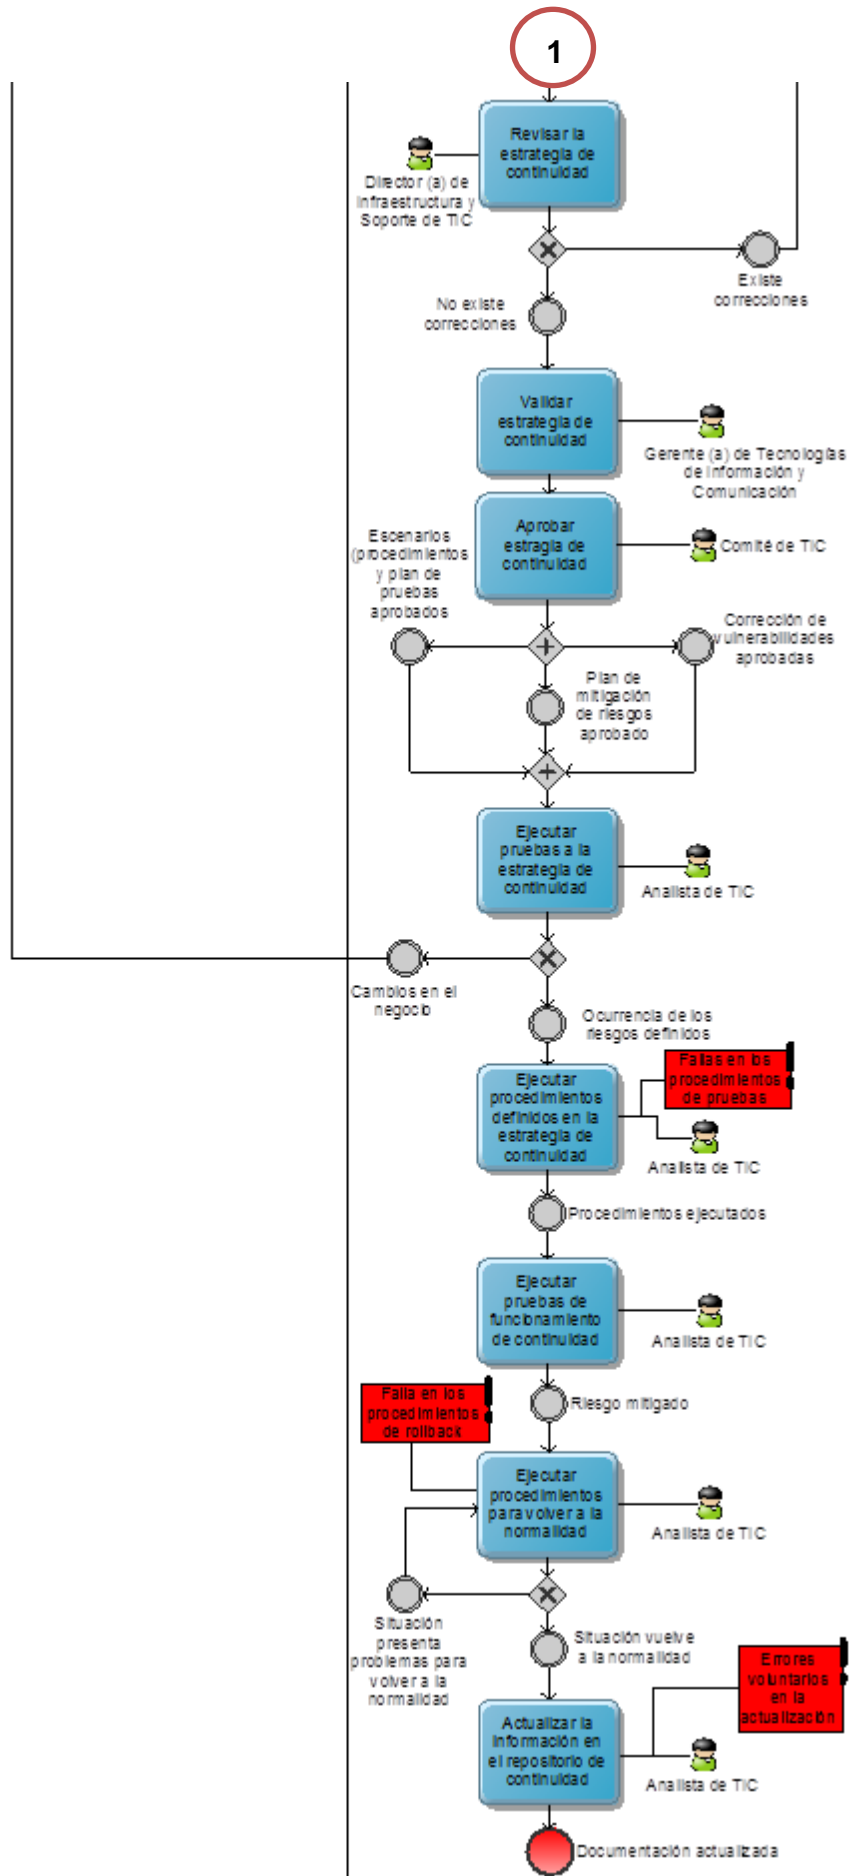 1
Revisar la
estrategia de
continuidad
Director (a) de
Infraestructura y
Soporte de TIC
Existe
correcciones
No existe
correcciones
Validar
estrategia de
continuidad
Gerente (a) de Tecnologías
de Información y
Comunicación
Aprobar
estragia de
continuidad
Comité de TIC
Escenarios
(procedimientos
y plan de
pruebas
aprobados
Corrección de
vulnerabilidades
aprobadas
Plan de
mitigación
de riesgos
aprobado
Ejecutar
pruebas a la
estrategia de
continuidad
Analista de TIC
Cambios en el
negocio
Ocurrencia de los
riesgos definidos
Ejecutar
procedimientos
definidos en la
estrategia de
continuidad
Fallas en los
procedimientos
de pruebas
Analista de TIC
Procedimientos ejecutados
Ejecutar
pruebas de
funcionamiento
de continuidad
Analista de TIC
Falla en los
procedimientos
de rollback
Riesgo mitigado
Ejecutar
procedimientos
para volver a la
normalidad
Analista de TIC
Situación
presenta
problemas para
volver a la
normalidad
Situación vuelve
a la normalidad
Errores
voluntarios
en la
actualización
Actualizar la
información en
el repositorio de
continuidad
Analista de TIC
Documentación actualizada